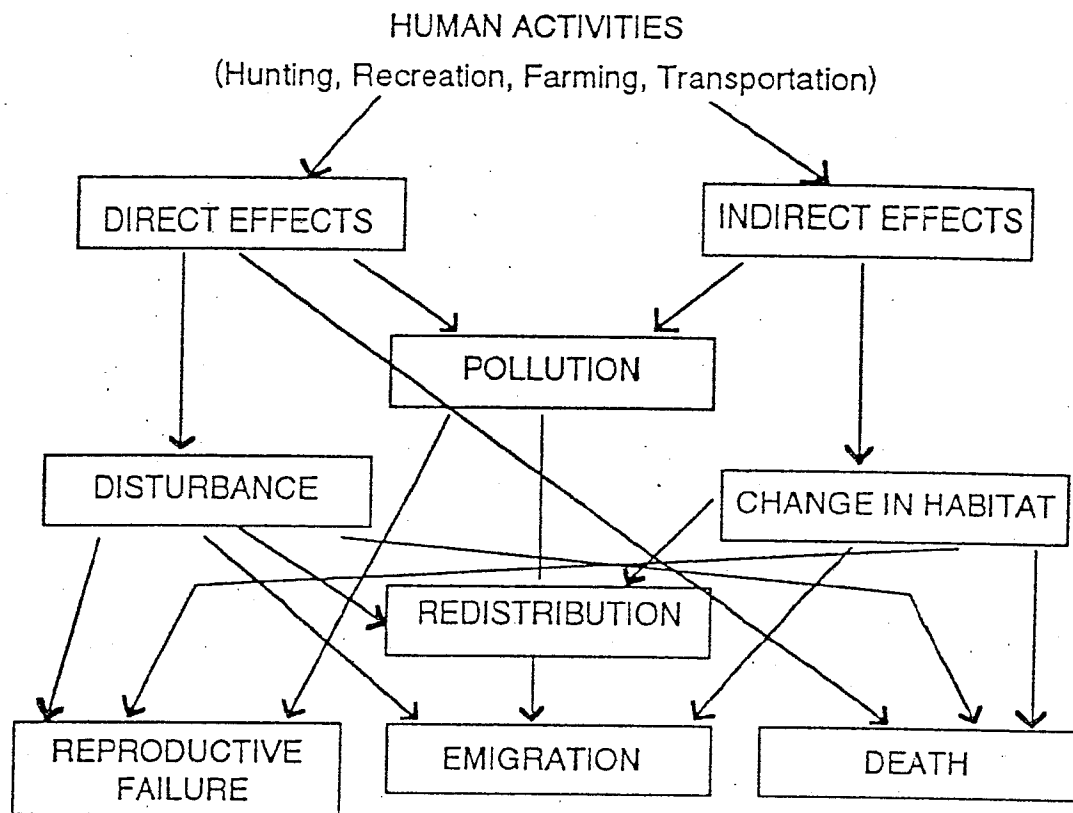 HUMAN ACTIVITIES
(Hunting, Recreation, Farming, Transportation)
DIRECT EFFECTS
INDIRECT EFFECTS
POLLUTION
DISTURBANCE
CHANGE IN HABITAT
REDISTRIBUTION
REPRODUCTIVE
FAILURE
EMIGRATION
DEATH